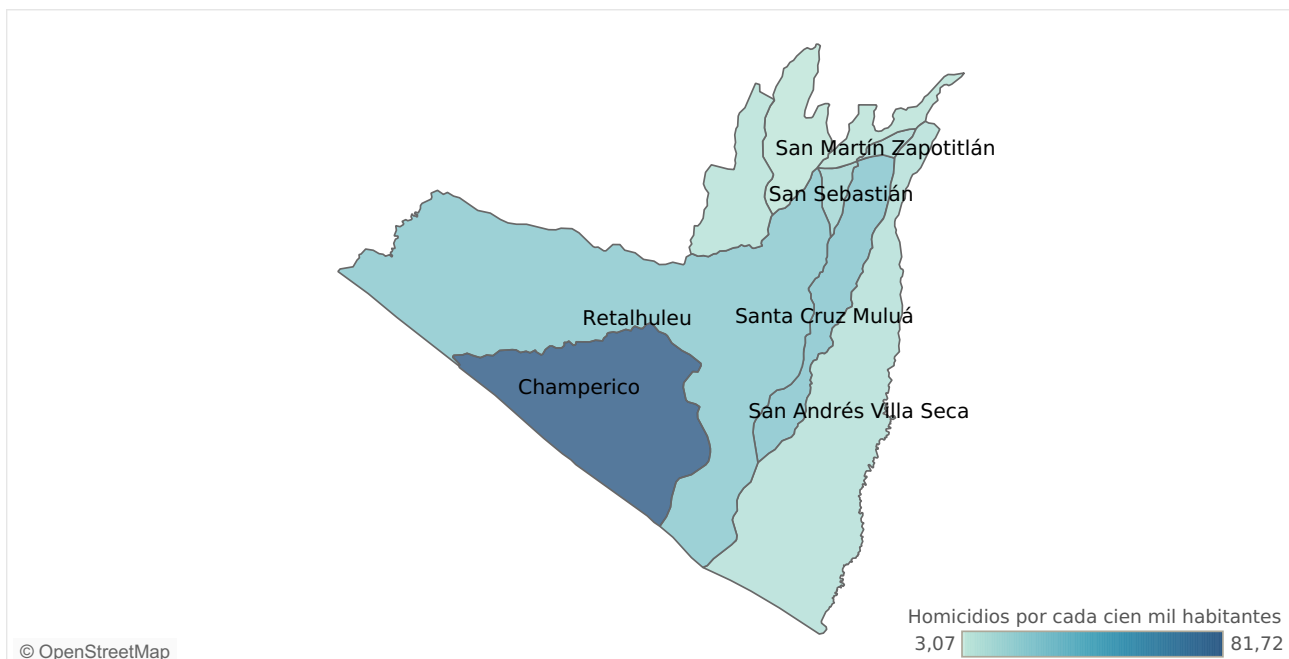 San Martín Zapotitlán
San Sebastián
Retalhuleu
Santa Cruz Muluá
Champerico
San Andrés Villa Seca
Homicidios por cada cien mil habitantes
3,07
81,72
© OpenStreetMap